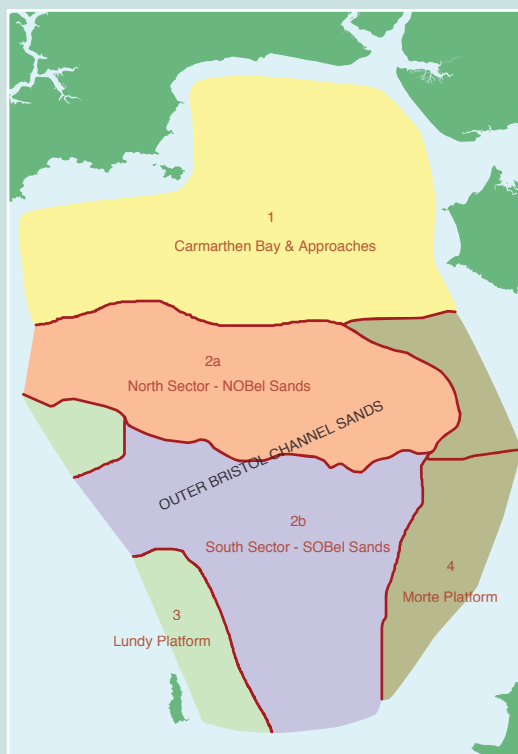 1
Carmarthen Bay & Approaches
2a
North Sector - NOBel Sands
OUTER BRISTOL CHANNEL SANDS
2b
South Sector - SOBel Sands
4
Morte Platform
3
Lundy Platform